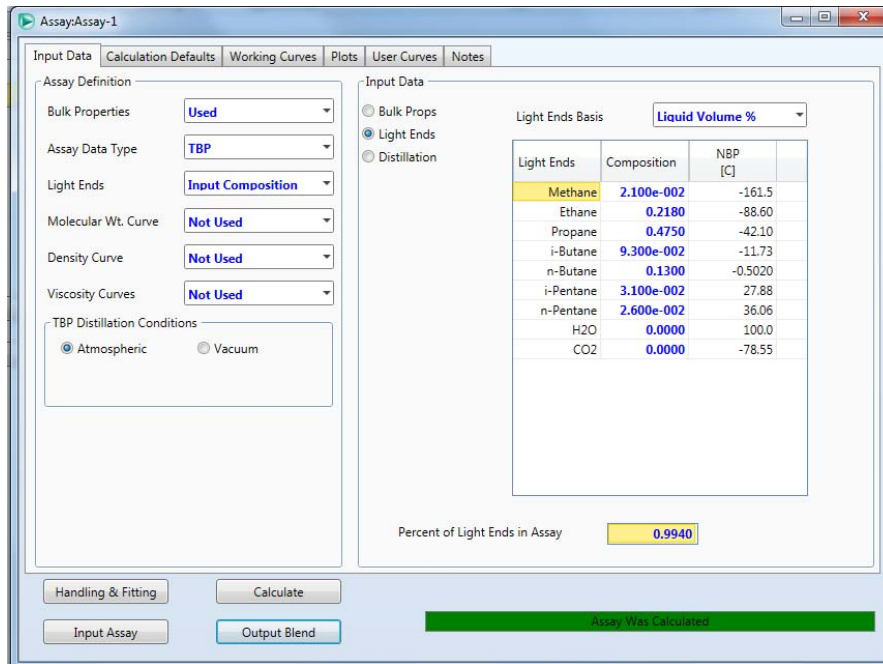 Assay:Assay-1
Input Data Calculation Defaults Working Curves Plots User Curves Notes
Assay Definition
Bulk Properties Used
Assay Data Type TBP
Light Ends Input Composition
Molecular Wt. Curve Not Used
Density Curve Not Used
Viscosity Curves Not Used
TBP Distillation Conditions
Atmospheric Vacuum
Input Data
Bulk Props
Light Ends
Distillation
Light Ends Basis Liquid Volume %
Light Ends Composition NBP
[C]
Methane 2.100e-002 -161.5
Ethane 0.2180 -88.60
Propane 0.4750 -42.10
i-Butane 9.300e-002 -11.73
n-Butane 0.1300 -0.5020
i-Pentane 3.100e-002 27.88
n-Pentane 2.600e-002 36.06
H2O 0.0000 100.0
CO2 0.0000 -78.55
Percent of Light Ends in Assay 0.9940
Handling & Fitting Calculate
Input Assay Output Blend
Assay Was Calculated